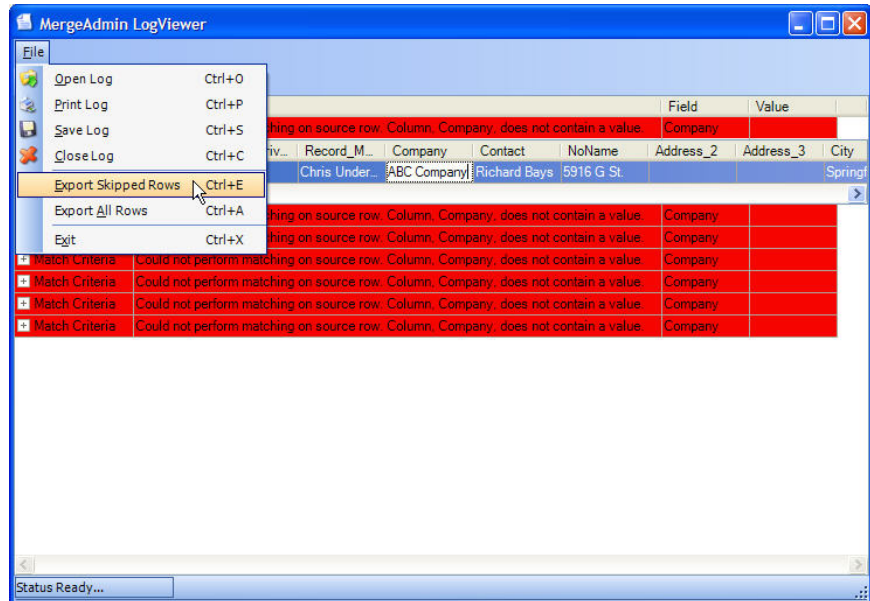 MergeAdmin LogViewer
File
Open Log Ctrl+O
Print Log Ctrl+P
Save Log Ctrl+S
Close Log Ctrl+C
Export Skipped Rows Ctrl+E
Export All Rows Ctrl+A
Exit Ctrl+X
Field Value
hing on source row. Column, Company, does not contain a value. Company
riv... Record_M... Company Contact NoName Address_2 Address_3 City
Chris Under... ABC Company Richard Bays 5916 G St. Springf
hing on source row. Column, Company, does not contain a value. Company
hing on source row. Column, Company, does not contain a value. Company
Match Criteria Could not perform matching on source row. Column, Company, does not contain a value. Company
Match Criteria Could not perform matching on source row. Column, Company, does not contain a value. Company
Match Criteria Could not perform matching on source row. Column, Company, does not contain a value. Company
Match Criteria Could not perform matching on source row. Column, Company, does not contain a value. Company
Status Ready...